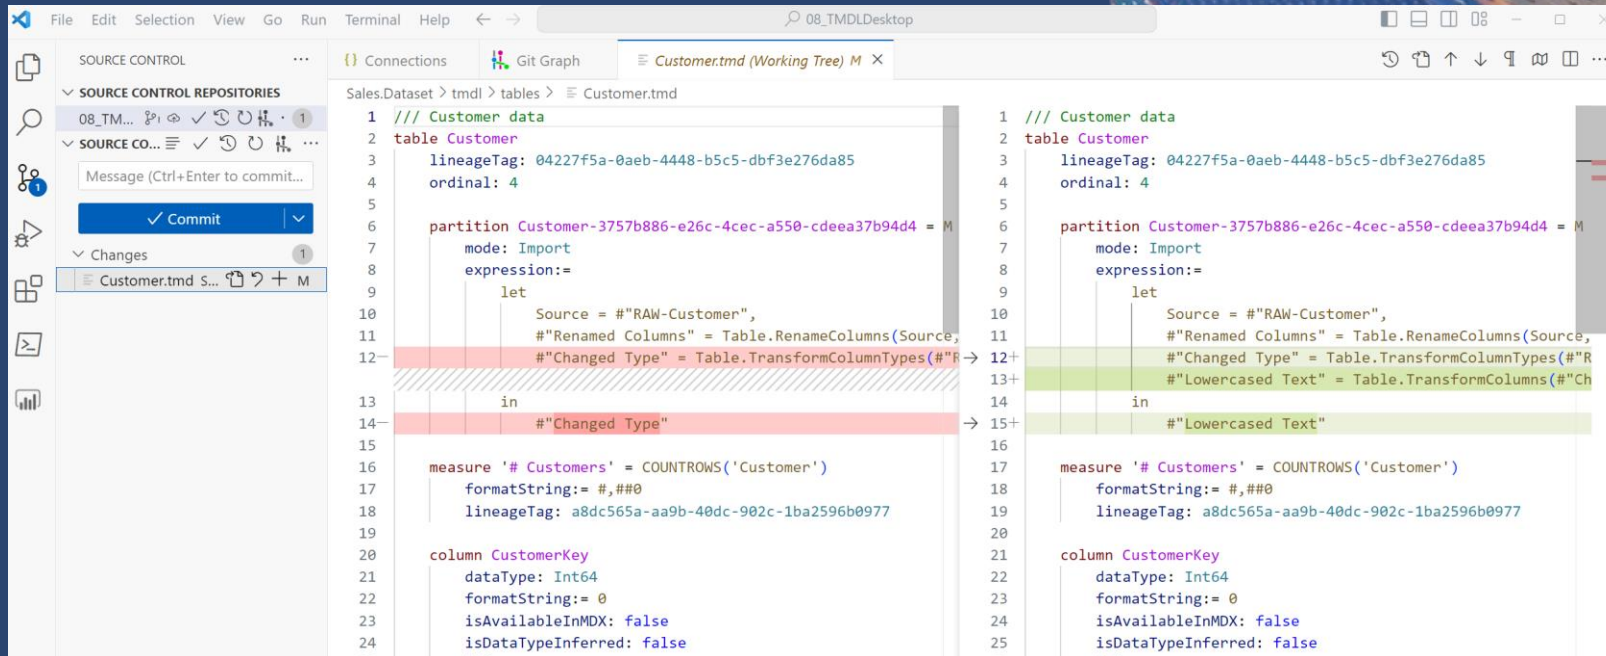 File Edit Selection View Go Run Terminal Help
08_TMDLDesktop
SOURCE CONTROL
SOURCE CONTROL REPOSITORIES
08_TM... 1
SOURCE CO...
Message (Ctrl+Enter to commit...
Commit
Changes 1
Customer.tmd S... M
1
{} Connections
Git Graph
Customer.tmd (Working Tree) M
Sales.Dataset > tmdl > tables > Customer.tmd
1 /// Customer data
2 table Customer
3 lineageTag: 04227f5a-0aeb-4448-b5c5-dbf3e276da85
4 ordinal: 4
5
6 partition Customer-3757b886-e26c-4cec-a550-cdeea37b94d4 = M
7 mode: Import
8 expression:=
9 let
10 Source = #"RAW-Customer",
11 #"Renamed Columns" = Table.RenameColumns(Source,
12- #"Changed Type" = Table.TransformColumnTypes(#"R
13 in
14- #"Changed Type"
15
16 measure '# Customers' = COUNTROWS('Customer')
17 formatString:= #,##0
18 lineageTag: a8dc565a-aa9b-40dc-902c-1ba2596b0977
19
20 column CustomerKey
21 dataType: Int64
22 formatString:= 0
23 isAvailableInMDX: false
24 isDataTypeInferred: false
1 /// Customer data
2 table Customer
3 lineageTag: 04227f5a-0aeb-4448-b5c5-dbf3e276da85
4 ordinal: 4
5
6 partition Customer-3757b886-e26c-4cec-a550-cdeea37b94d4 = M
7 mode: Import
8 expression:=
9 let
10 Source = #"RAW-Customer",
11 #"Renamed Columns" = Table.RenameColumns(Source,
12+ #"Changed Type" = Table.TransformColumnTypes(#"R
13+ #"Lowercased Text" = Table.TransformColumns(#"Ch
14 in
15+ #"Lowercased Text"
16
17 measure '# Customers' = COUNTROWS('Customer')
18 formatString:= #,##0
19 lineageTag: a8dc565a-aa9b-40dc-902c-1ba2596b0977
20
21 column CustomerKey
22 dataType: Int64
23 formatString:= 0
24 isAvailableInMDX: false
25 isDataTypeInferred: false